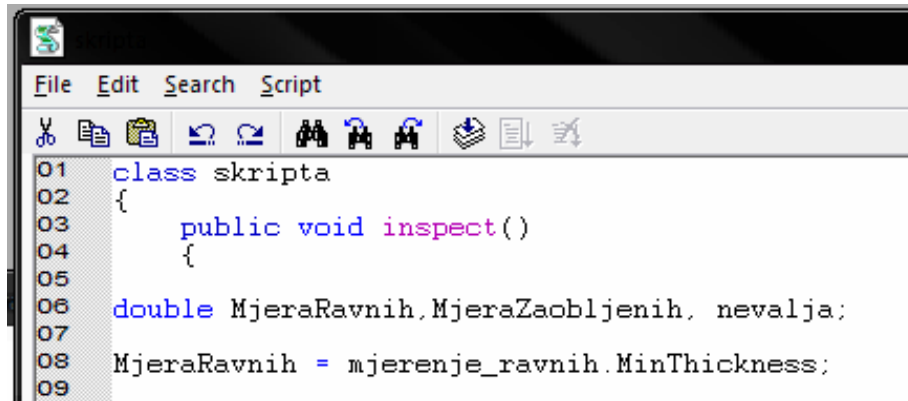 skripta
File Edit Search Script
01 class skripta
02 {
03 public void inspect()
04 {
05
06 double MjeraRavnih,MjeraZaobljenih, nevalja;
07
08 MjeraRavnih = mjerenje_ravnih.MinThickness;
09